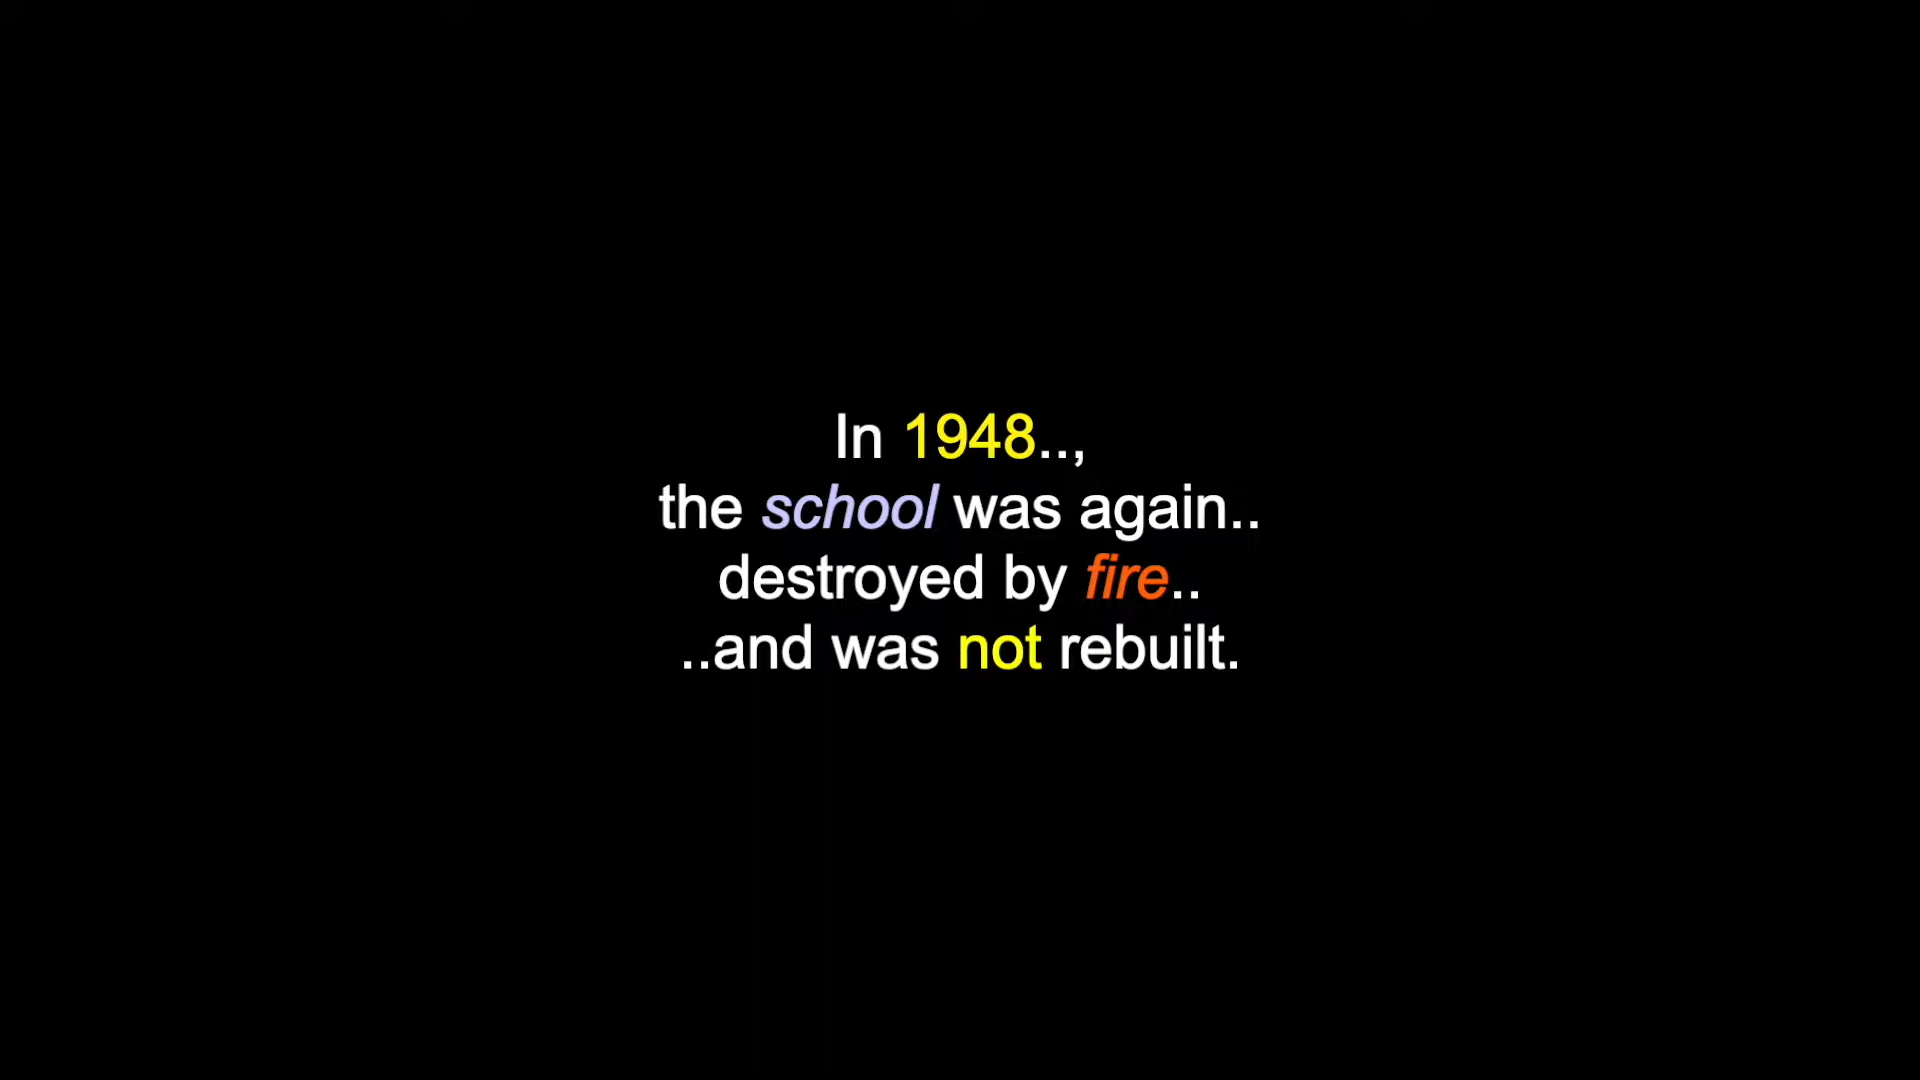 In 1948..,
the school was again..
destroyed by fire..
..and was not rebuilt.